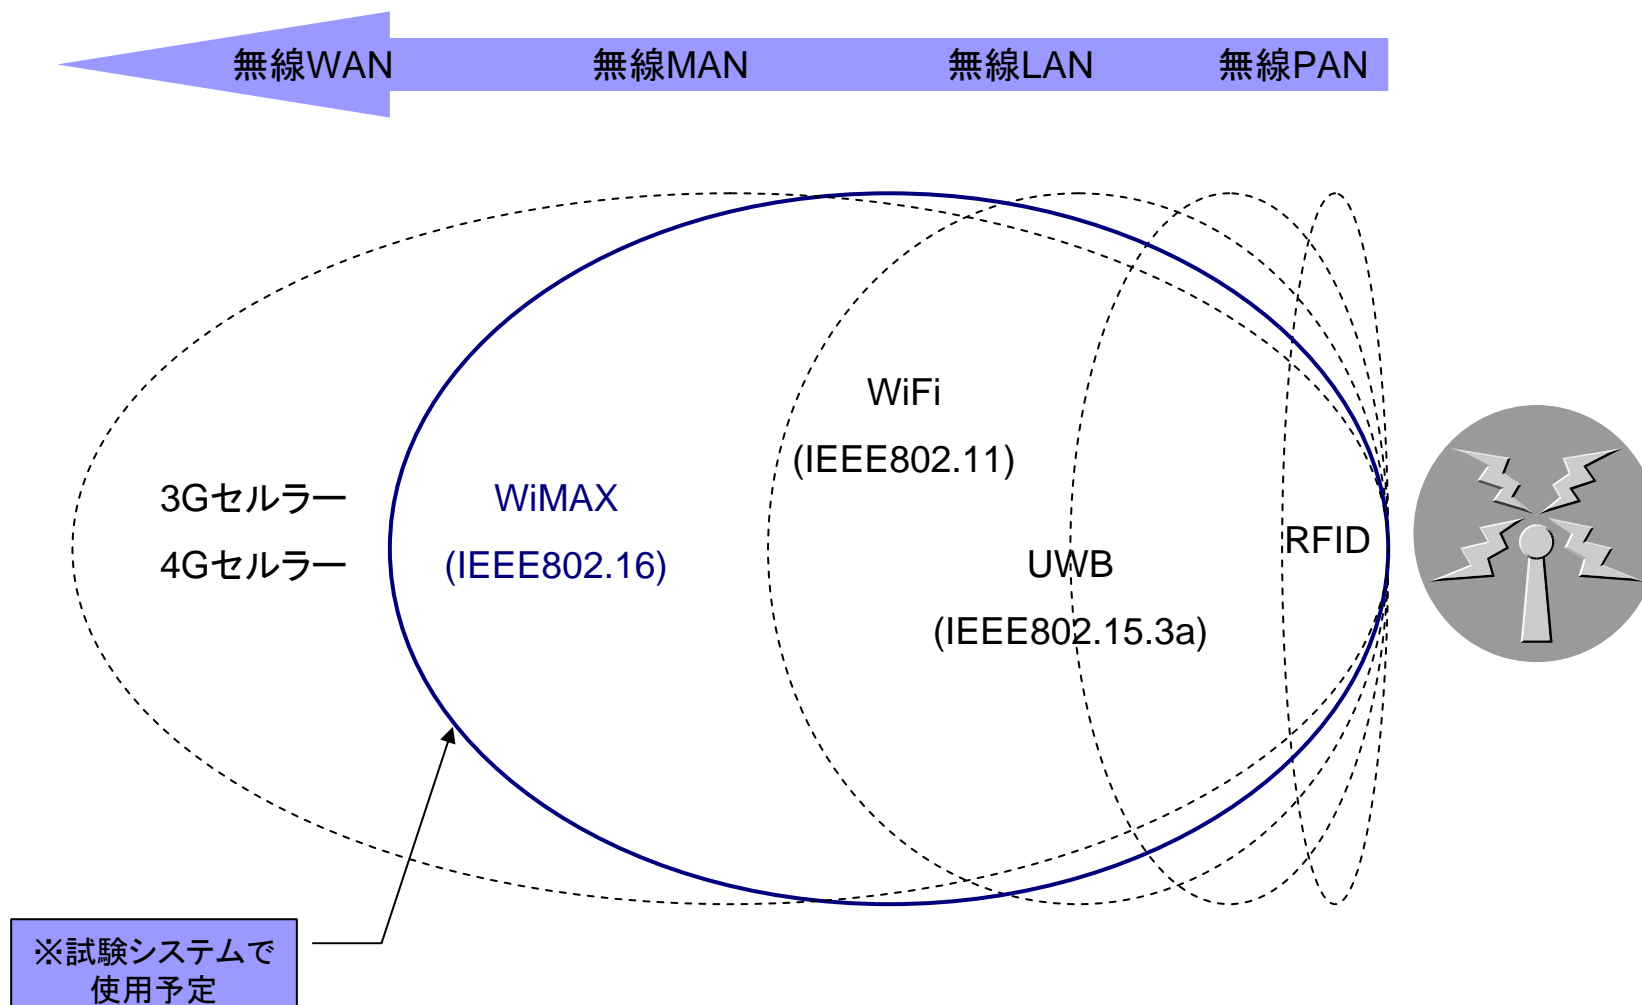 無線WAN 無線MAN 無線LAN 無線PAN
WiFi
(IEEE802.11)
3Gセルラー
4Gセルラー
WiMAX
(IEEE802.16)
RFID
UWB
(IEEE802.15.3a)
※試験システムで
使用予定